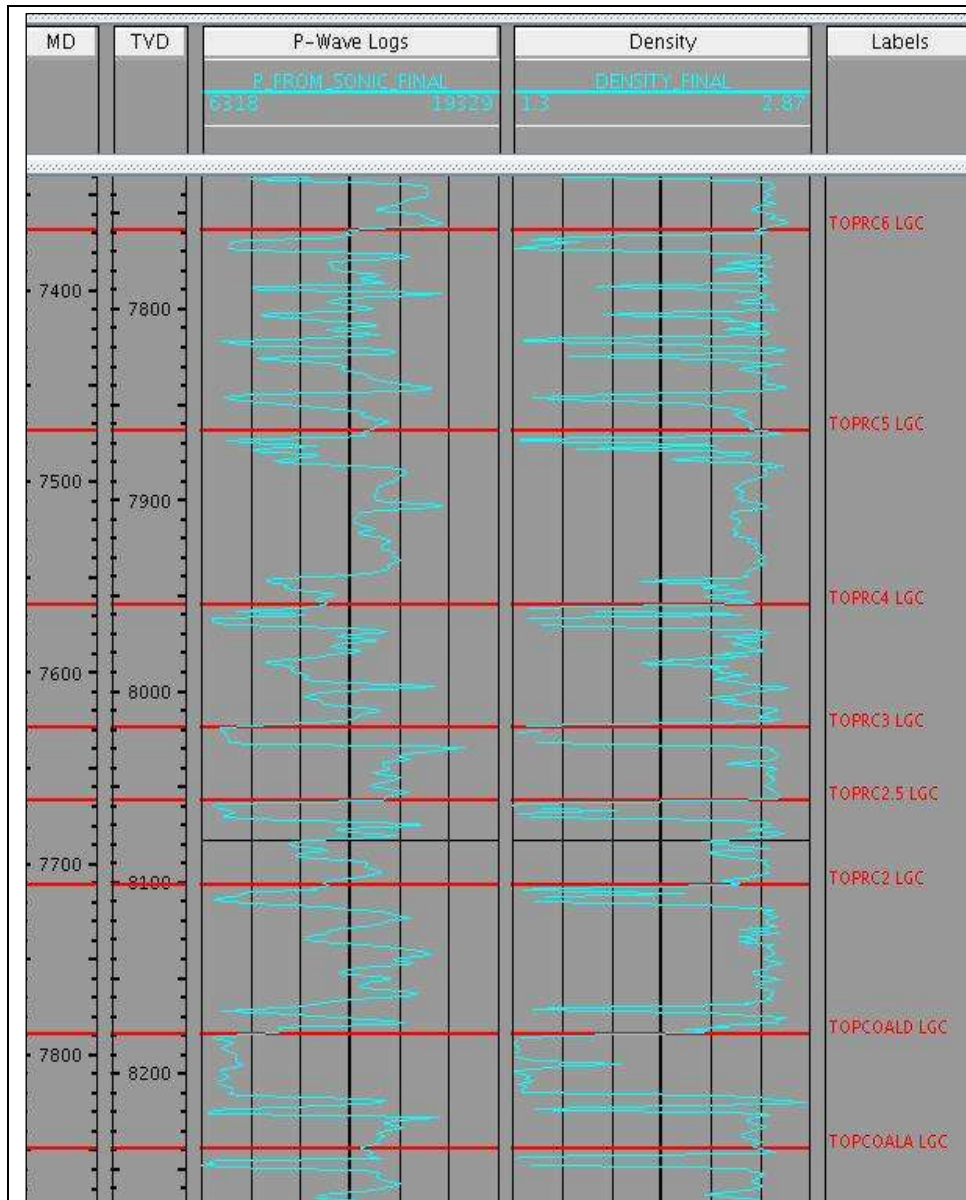 MD TVD P-Wave Logs Density Labels
P_FROM_SONIC_FINAL DENSITY_FINAL
6318 19329 1.3 2.87
TOPRC6 LGC
7400
7800
TOPRC5 LGC
7500
7900
TOPRC4 LGC
7600
8000
TOPRC3 LGC
TOPRC2.5 LGC
7700
8100
TOPRC2 LGC
TOPCOALD LGC
7800
8200
TOPCOALA LGC